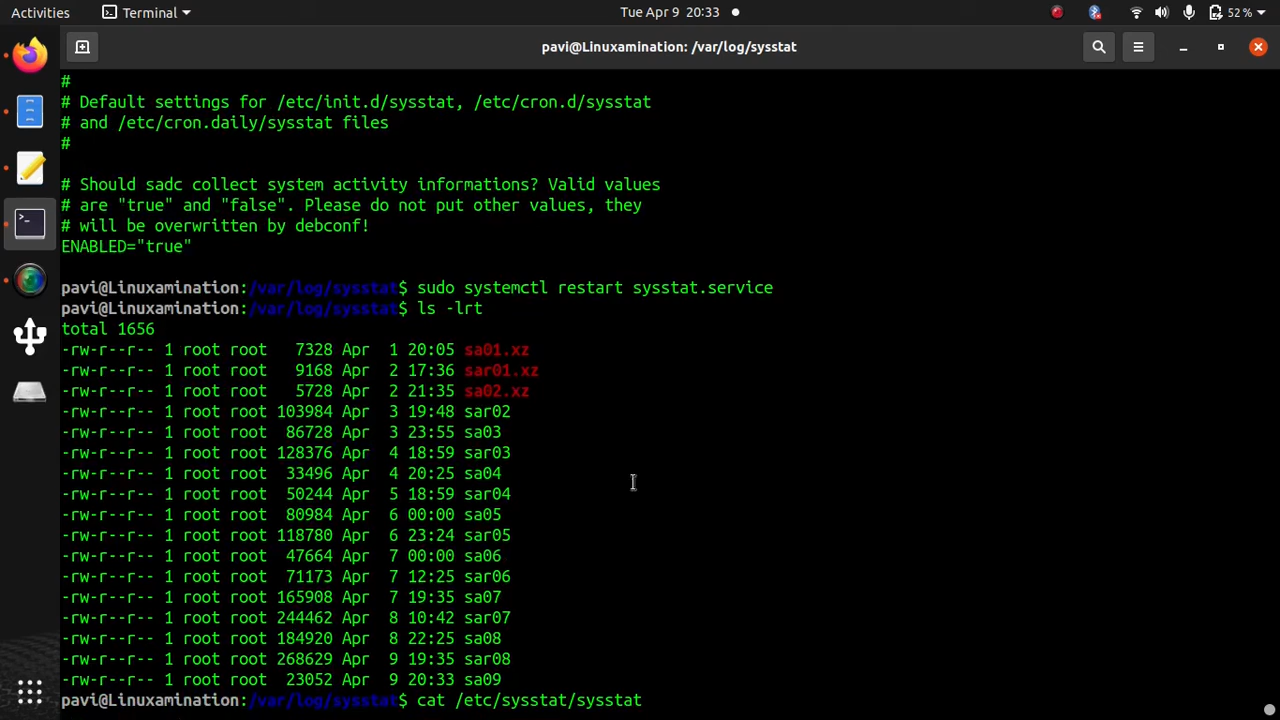 Activities Terminal Tue Apr 9 20:33 52 %
pavi@Linuxamination: /var/log/sysstat
#
# Default settings for /etc/init.d/sysstat, /etc/cron.d/sysstat
# and /etc/cron.daily/sysstat files
#
# Should sadc collect system activity informations? Valid values
# are "true" and "false". Please do not put other values, they
# will be overwritten by debconf!
ENABLED="true"
pavi@Linuxamination:/var/log/sysstat$ sudo systemctl restart sysstat.service
pavi@Linuxamination:/var/log/sysstat$ ls -lrt
total 1656
-rw-r--r-- 1 root root   7328 Apr  1 20:05 sa01.xz
-rw-r--r-- 1 root root   9168 Apr  2 17:36 sar01.xz
-rw-r--r-- 1 root root   5728 Apr  2 21:35 sa02.xz
-rw-r--r-- 1 root root 103984 Apr  3 19:48 sar02
-rw-r--r-- 1 root root  86728 Apr  3 23:55 sa03
-rw-r--r-- 1 root root 128376 Apr  4 18:59 sar03
-rw-r--r-- 1 root root  33496 Apr  4 20:25 sa04
-rw-r--r-- 1 root root  50244 Apr  5 18:59 sar04
-rw-r--r-- 1 root root  80984 Apr  6 00:00 sa05
-rw-r--r-- 1 root root 118780 Apr  6 23:24 sar05
-rw-r--r-- 1 root root  47664 Apr  7 00:00 sa06
-rw-r--r-- 1 root root  71173 Apr  7 12:25 sar06
-rw-r--r-- 1 root root 165908 Apr  7 19:35 sa07
-rw-r--r-- 1 root root 244462 Apr  8 10:42 sar07
-rw-r--r-- 1 root root 184920 Apr  8 22:25 sa08
-rw-r--r-- 1 root root 268629 Apr  9 19:35 sar08
-rw-r--r-- 1 root root  23052 Apr  9 20:33 sa09
pavi@Linuxamination:/var/log/sysstat$ cat /etc/sysstat/sysstat